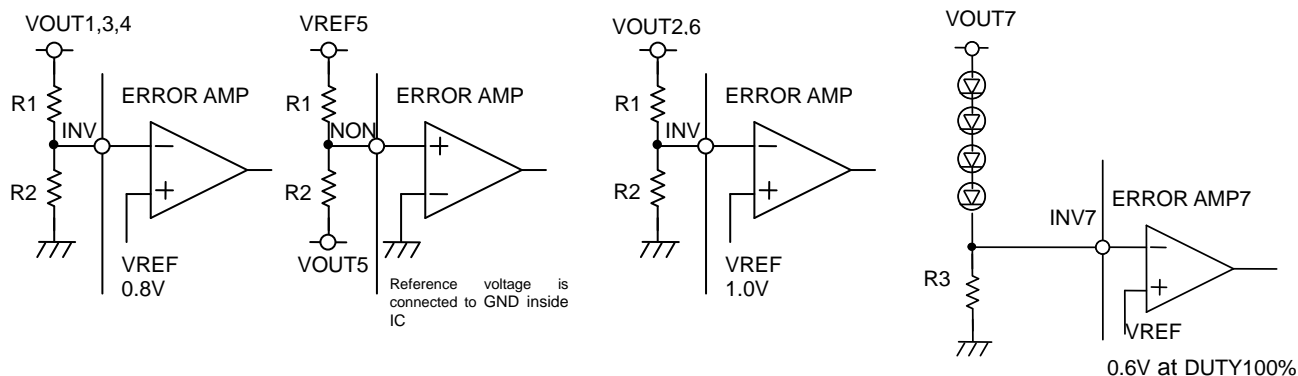 VOUT1,3,4
R1
INV
R2
ERROR AMP
VREF
0.8V
VREF5
R1
NON
R2
VOUT5
ERROR AMP
Reference voltage is
connected to GND inside
IC
VOUT2,6
R1
INV
R2
ERROR AMP
VREF
1.0V
VOUT7
INV7
R3
ERROR AMP7
VREF
0.6V at DUTY100%